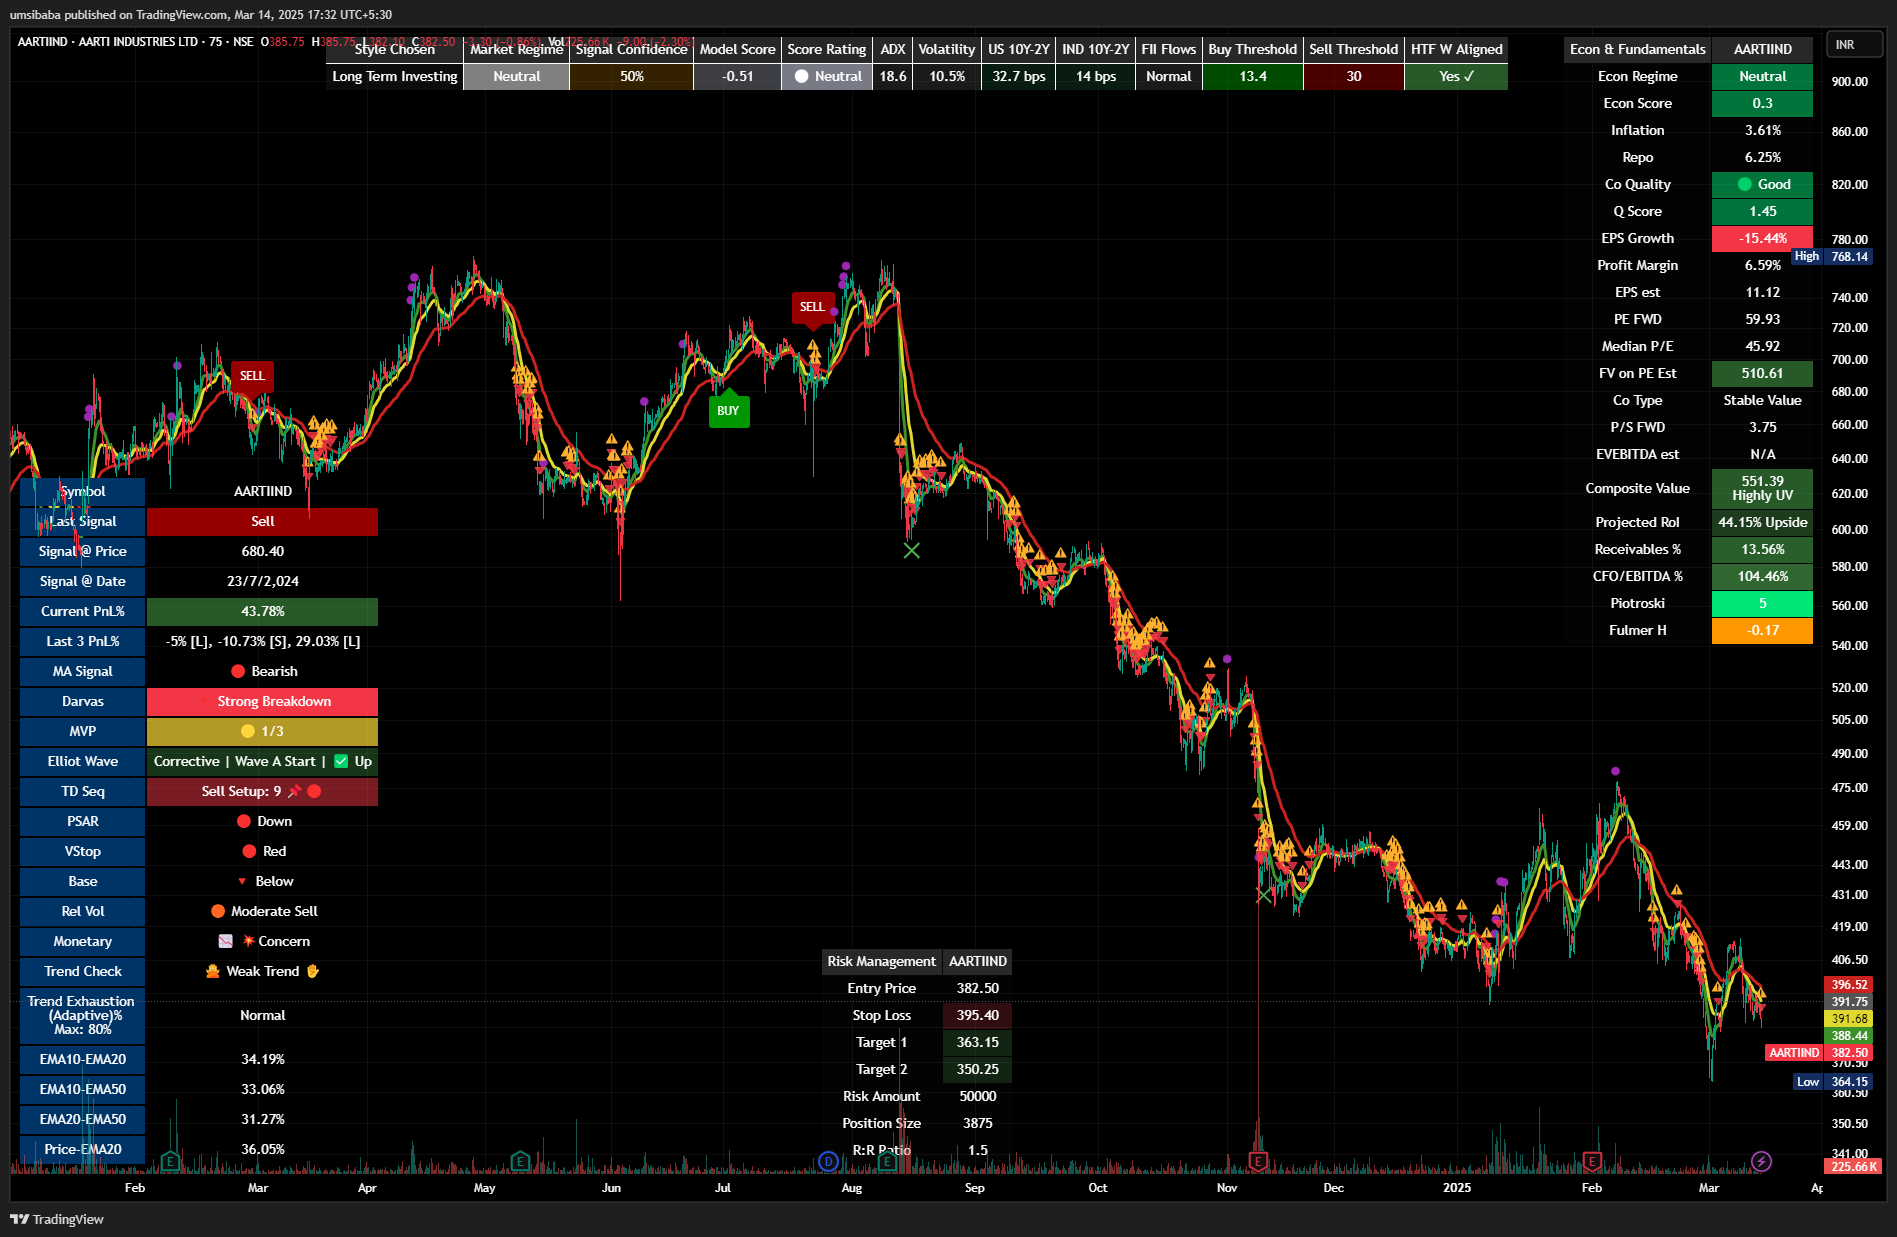 umsibaba published on TradingView.com, Mar 14, 2025 17:32 UTC+5:30
AARTIIND · AARTI INDUSTRIES LTD · 75 · NSE O385.75 H385.75 L382.10 C382.50 -3.30 (-0.86%) Vol225.66K -9.00 (-2.30%)
Style Chosen Market Regime Signal Confidence Model Score Score Rating ADX Volatility US 10Y-2Y IND 10Y-2Y FII Flows Buy Threshold Sell Threshold HTF W Aligned
Long Term Investing Neutral 50% -0.51 Neutral 18.6 10.5% 32.7 bps 14 bps Normal 13.4 30 Yes ✓
Econ & Fundamentals AARTIIND
Econ Regime Neutral
Econ Score 0.3
Inflation 3.61%
Repo 6.25%
Co Quality Good
Q Score 1.45
EPS Growth -15.44%
Profit Margin 6.59%
EPS est 11.12
PE FWD 59.93
Median P/E 45.92
FV on PE Est 510.61
Co Type Stable Value
P/S FWD 3.75
EVEBITDA est N/A
Composite Value 551.39
Highly UV
Projected RoI 44.15% Upside
Receivables % 13.56%
CFO/EBITDA % 104.46%
Piotroski 5
Fulmer H -0.17
INR
900.00
860.00
820.00
780.00
High 768.14
740.00
720.00
700.00
680.00
660.00
640.00
620.00
600.00
580.00
560.00
540.00
520.00
505.00
490.00
475.00
459.00
443.00
431.00
419.00
406.50
396.52
391.75
391.68
388.44
AARTIIND 382.50
370.50
Low 364.15
360.50
350.50
341.00
225.66 K
SELL
BUY
SELL
Symbol AARTIIND
Last Signal Sell
Signal @ Price 680.40
Signal @ Date 23/7/2,024
Current PnL% 43.78%
Last 3 PnL% -5% [L], -10.73% [S], 29.03% [L]
MA Signal Bearish
Darvas Strong Breakdown
MVP 1/3
Elliot Wave Corrective | Wave A Start | ✅ Up
TD Seq Sell Setup: 9
PSAR Down
VStop Red
Base Below
Rel Vol Moderate Sell
Monetary Concern
Trend Check Weak Trend
Trend Exhaustion
(Adaptive)%
Max: 80%
Normal
EMA10-EMA20 34.19%
EMA10-EMA50 33.06%
EMA20-EMA50 31.27%
Price-EMA20 36.05%
Risk Management AARTIIND
Entry Price 382.50
Stop Loss 395.40
Target 1 363.15
Target 2 350.25
Risk Amount 50000
Position Size 3875
R:R Ratio 1.5
E E D E E E
Feb Mar Apr May Jun Jul Aug Sep Oct Nov Dec 2025 Feb Mar Ap
TradingView